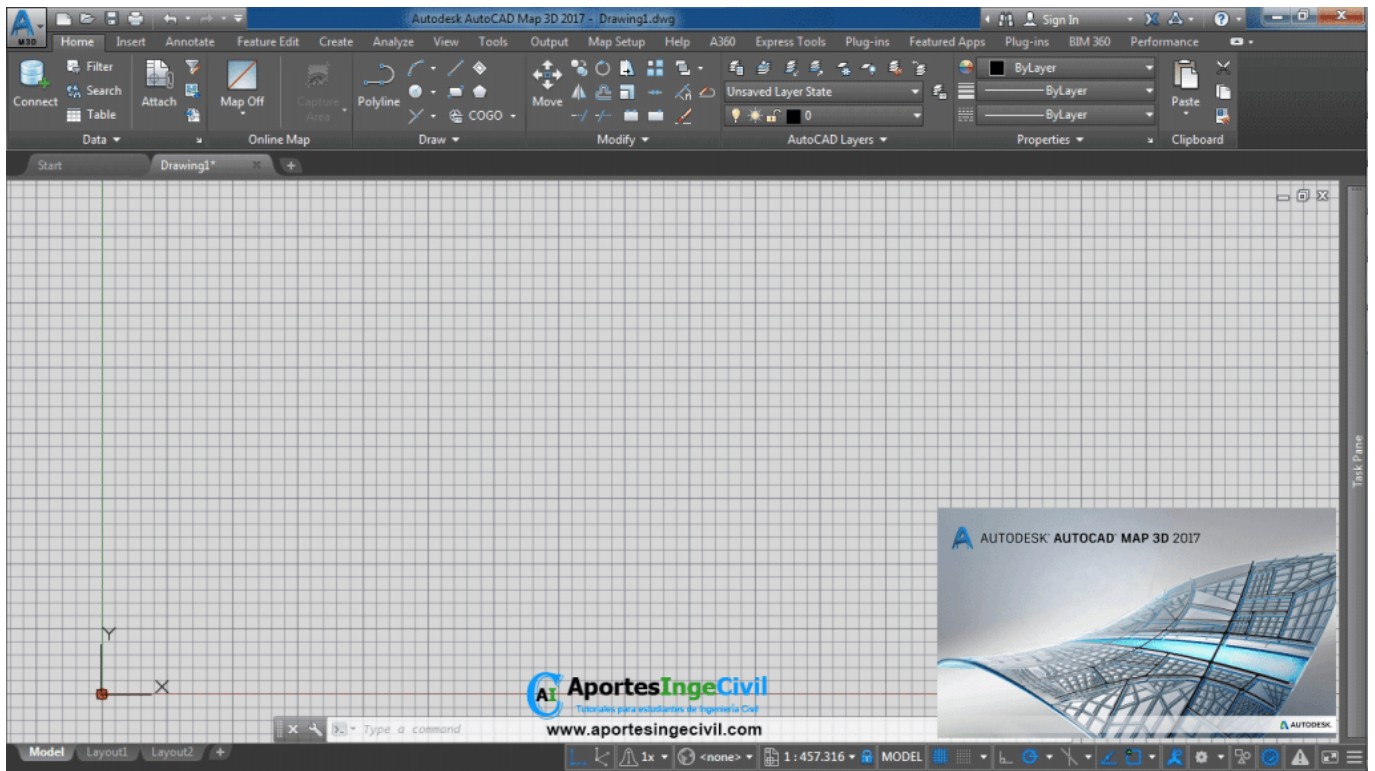 Autodesk AutoCAD Map 3D 2017 - Drawing1.dwg
Sign In
M3D
Home Insert Annotate Feature Edit Create Analyze View Tools Output Map Setup Help A360 Express Tools Plug-ins Featured Apps Plug-ins BIM 360 Performance
Connect
Filter
Search
Table
Attach
Map Off
Capture
Area
Polyline
COGO
Move
Unsaved Layer State
0
ByLayer
ByLayer
ByLayer
Paste
Data Online Map Draw Modify AutoCAD Layers Properties Clipboard
Start Drawing1* +
Task Pane
AUTODESK® AUTOCAD® MAP 3D 2017
Y
X
AI
AportesIngeCivil
Tutoriales para estudiantes de Ingeniería Civil
www.aportesingecivil.com
AUTODESK.
Type a command
Model Layout1 Layout2 +
1x <none> 1:457.316 MODEL